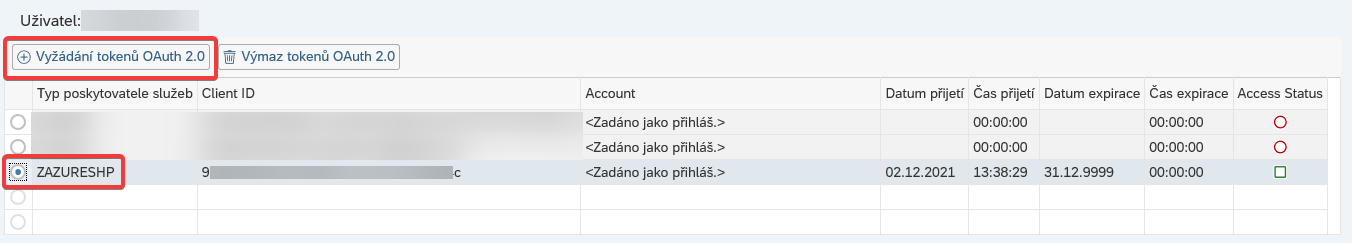 Uživatel:
Vyžádání tokenů OAuth 2.0 Výmaz tokenů OAuth 2.0
Typ poskytovatele služeb Client ID Account Datum přijetí Čas přijetí Datum expirace Čas expirace Access Status
<Zadáno jako přihláš.> 00:00:00 00:00:00
<Zadáno jako přihláš.> 00:00:00 00:00:00
ZAZURESHP 9 c <Zadáno jako přihláš.> 02.12.2021 13:38:29 31.12.9999 00:00:00